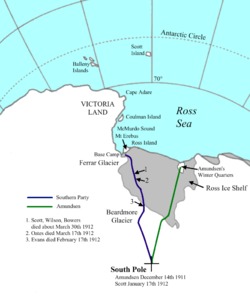 Antarctic Circle
Scott
Island
Balleny
Islands
70°
Cape Adare
VICTORIA
LAND
Ross
Sea
Coulman Island
McMurdo Sound
Mt Erebus
Ross Island
Base Camp
Ferrar Glacier
Amundsen's
Winter Quarters
Ross Ice Shelf
1
2
3
Beardmore
Glacier
Southern Party
Amundsen
1. Scott, Wilson, Bowers
died about March 30th 1912
2. Oates died March 17th 1912
3. Evans died February 17th 1912
South Pole
Amundsen December 14th 1911
Scott January 17th 1912